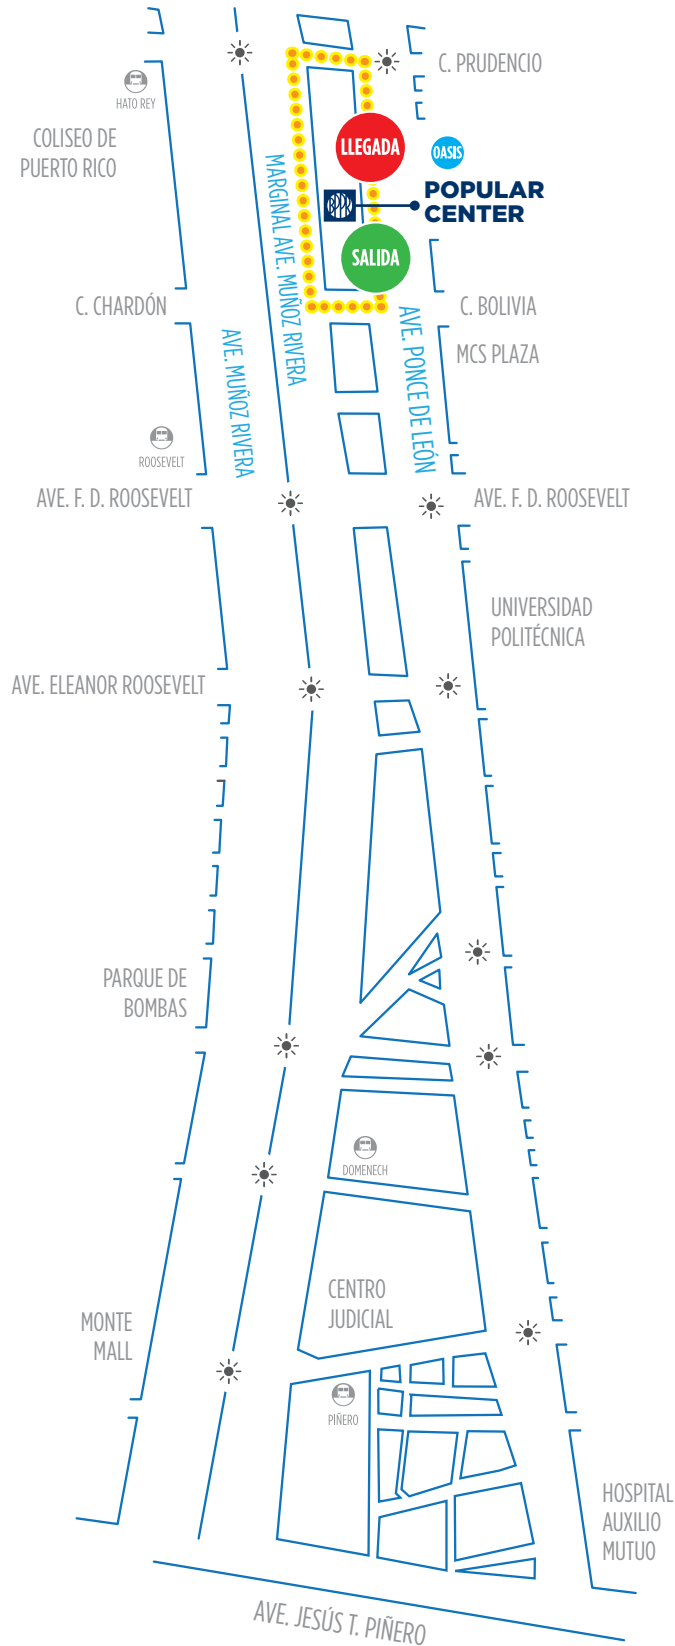 C. PRUDENCIO
HATO REY
COLISEO DE
PUERTO RICO
LLEGADA
OASIS
POPULAR
CENTER
MARGINAL AVE. MUÑOZ RIVERA
SALIDA
C. CHARDÓN
C. BOLIVIA
AVE. MUÑOZ RIVERA
AVE. PONCE DE LEÓN
MCS PLAZA
ROOSEVELT
AVE. F. D. ROOSEVELT
AVE. F. D. ROOSEVELT
UNIVERSIDAD
POLITÉCNICA
AVE. ELEANOR ROOSEVELT
PARQUE DE
BOMBAS
DOMENECH
CENTRO
JUDICIAL
MONTE
MALL
PIÑERO
HOSPITAL
AUXILIO
MUTUO
AVE. JESÚS T. PIÑERO